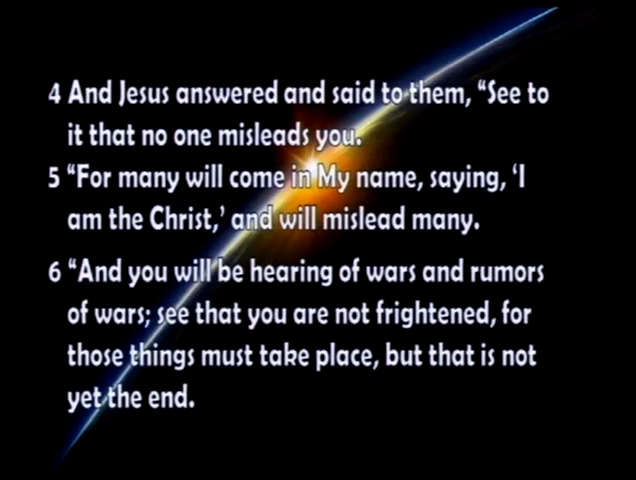 4 And Jesus answered and said to them, “See to
it that no one misleads you.
5 “For many will come in My name, saying, ‘I
am the Christ,’ and will mislead many.
6 “And you will be hearing of wars and rumors
of wars; see that you are not frightened, for
those things must take place, but that is not
yet the end.